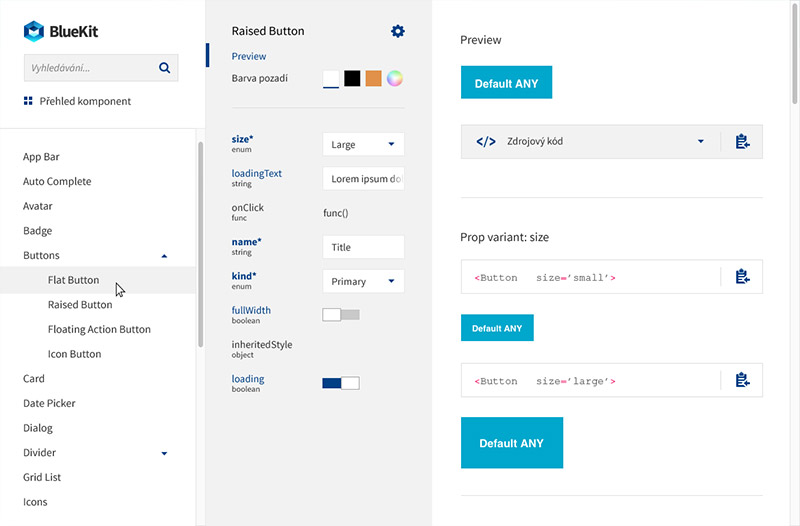 BlueKit
Vyhledávání...
Přehled komponent
App Bar
Auto Complete
Avatar
Badge
Buttons
Flat Button
Raised Button
Floating Action Button
Icon Button
Card
Date Picker
Dialog
Divider
Grid List
Icons
Raised Button
Preview
Barva pozadí
size*
enum
Large
loadingText
string
Lorem ipsum do
onClick
func
func()
name*
string
Title
kind*
enum
Primary
fullWidth
boolean
inheritedStyle
object
loading
boolean
Preview
Default ANY
</> Zdrojový kód
Prop variant: size
<Button size='small'>
Default ANY
<Button size='large'>
Default ANY